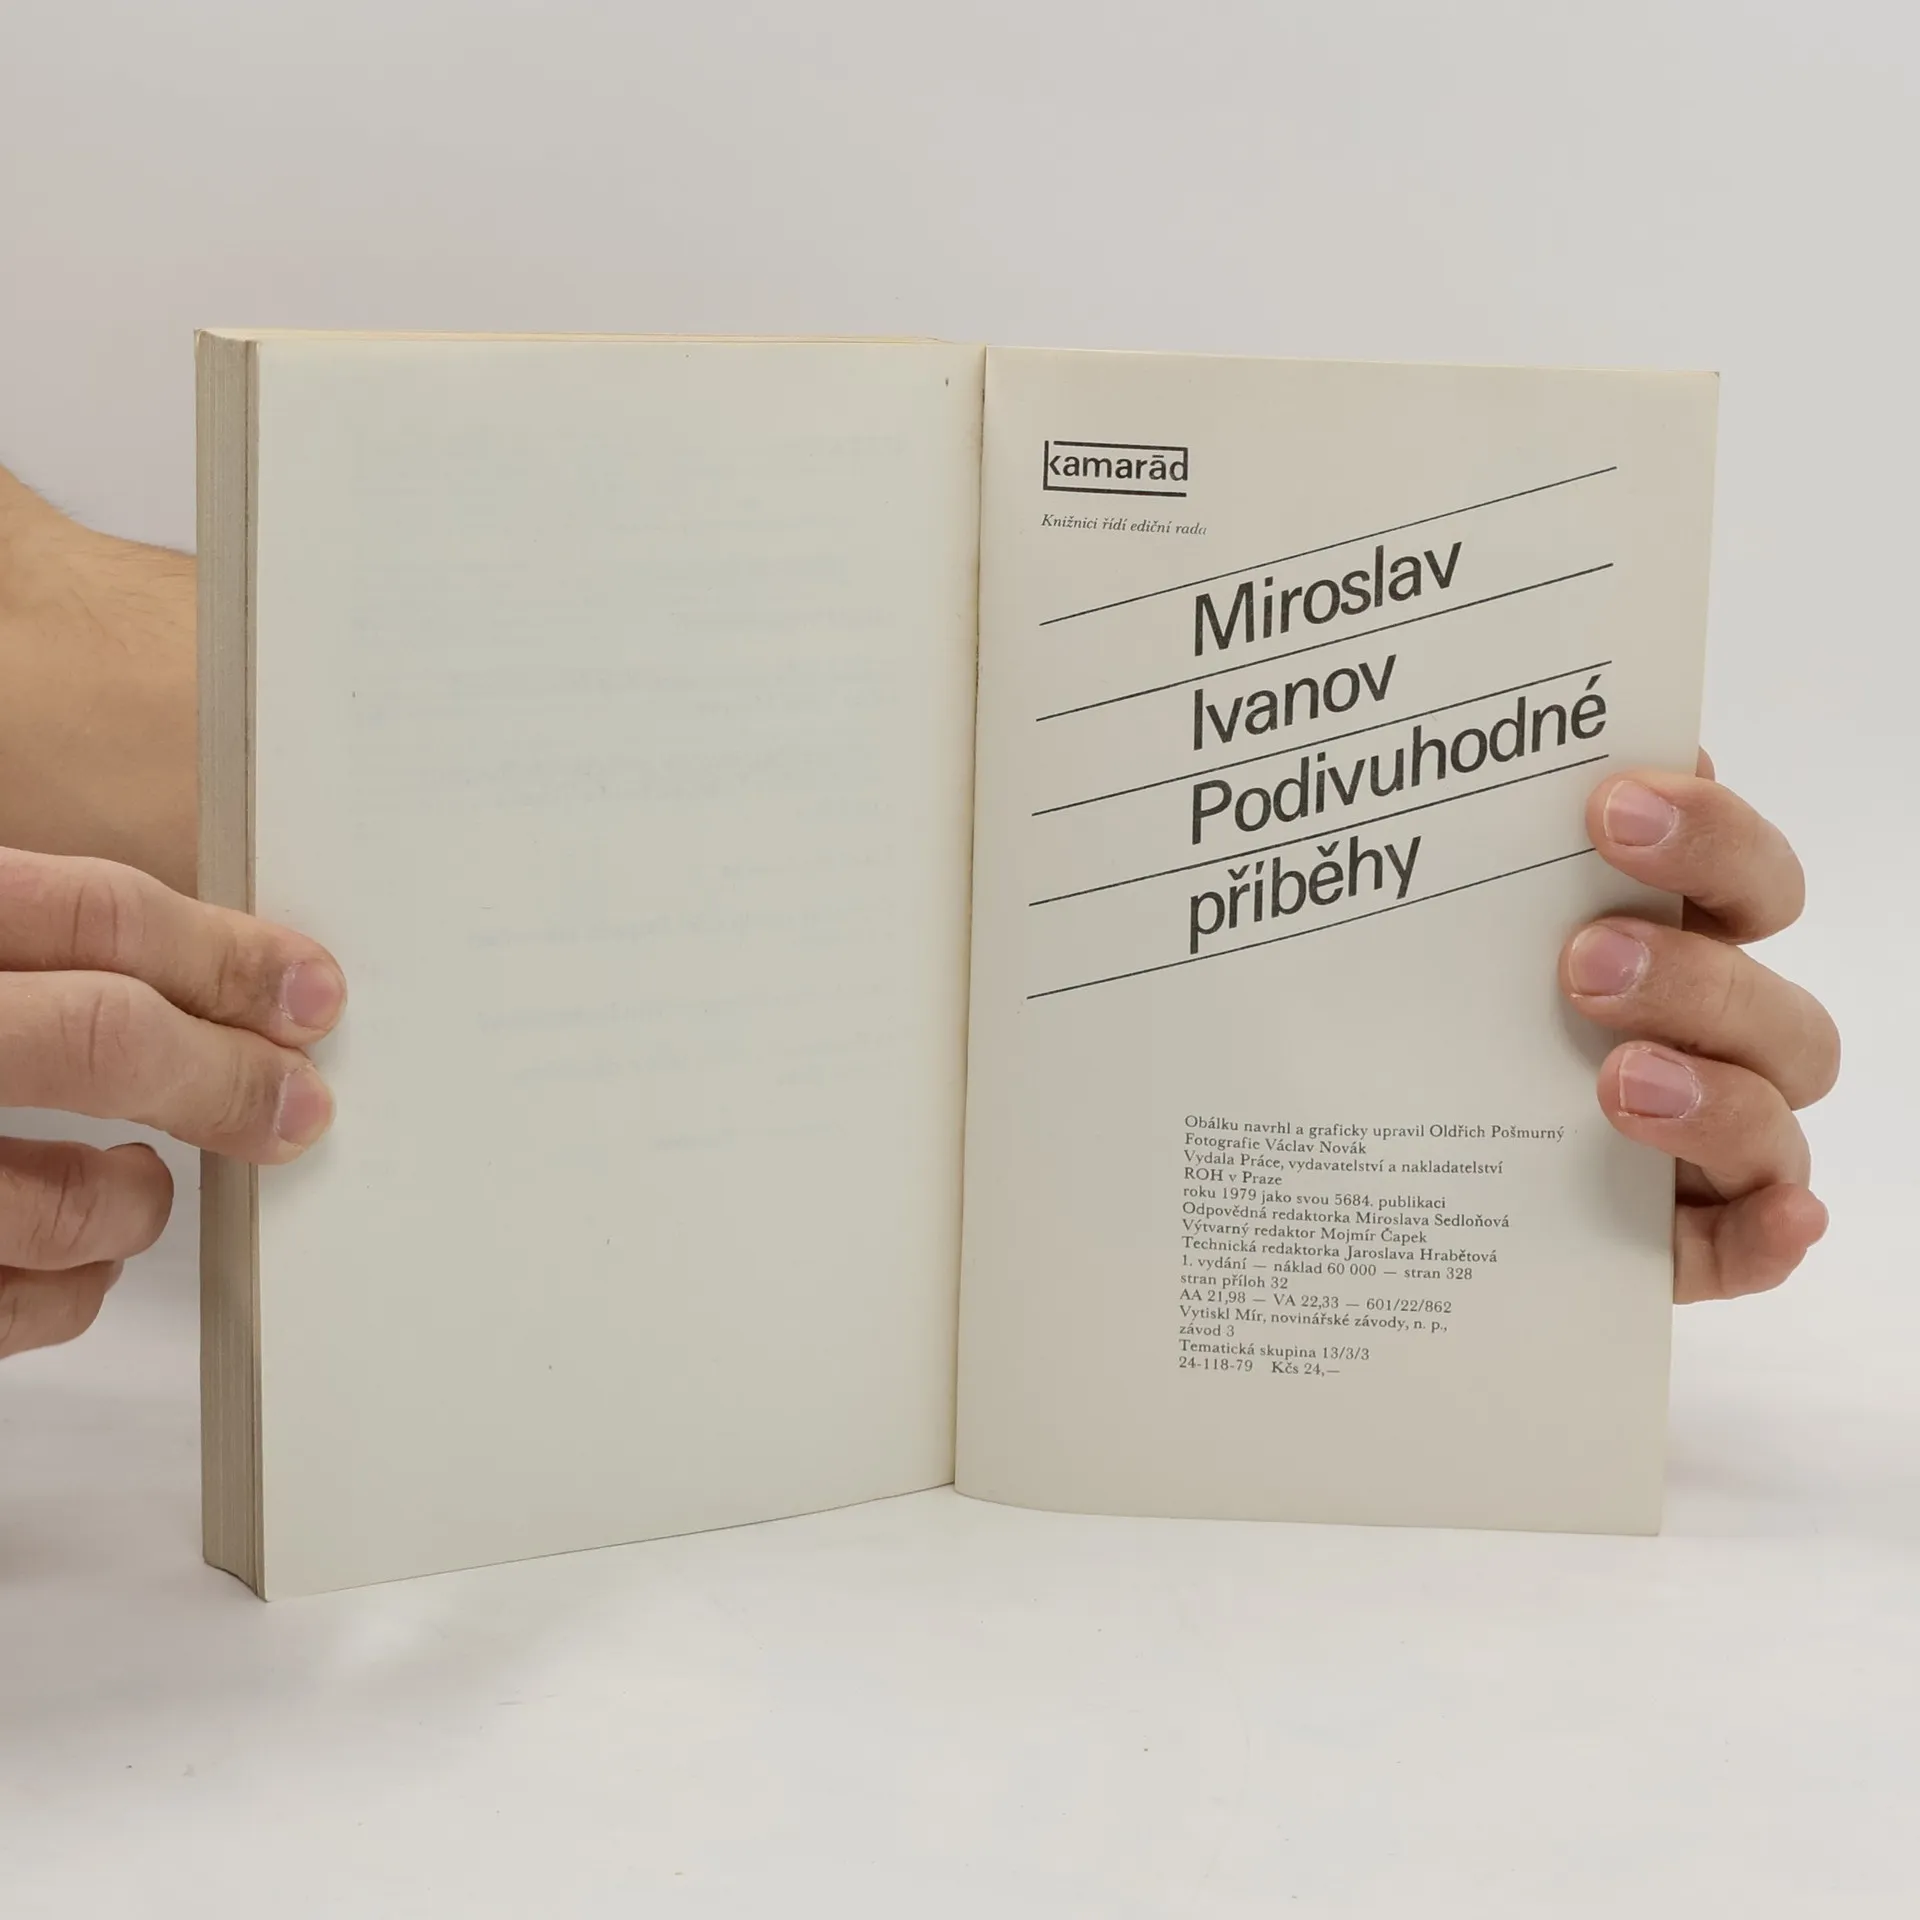 kamarād
Knižnici řídí ediční rada
Miroslav
Ivanov
Podivuhodné
příběhy
Obálku navrhl a graficky upravil Oldřich Pošmurný
Fotografie Václav Novák
Vydala Práce, vydavatelství a nakladatelství
ROH v Praze
roku 1979 jako svou 5684. publikaci
Odpovědná redaktorka Miroslava Sedloňová
Výtvarný redaktor Mojmír Čapek
Technická redaktorka Jaroslava Hrabětová
1. vydání — náklad 60 000 — stran 328
stran příloh 32
AA 21,98 — VA 22,33 — 601/22/862
Vytiskl Mír, novinářské závody, n. p.,
závod 3
Tematická skupina 13/3/3
24-118-79 Kčs 24,—